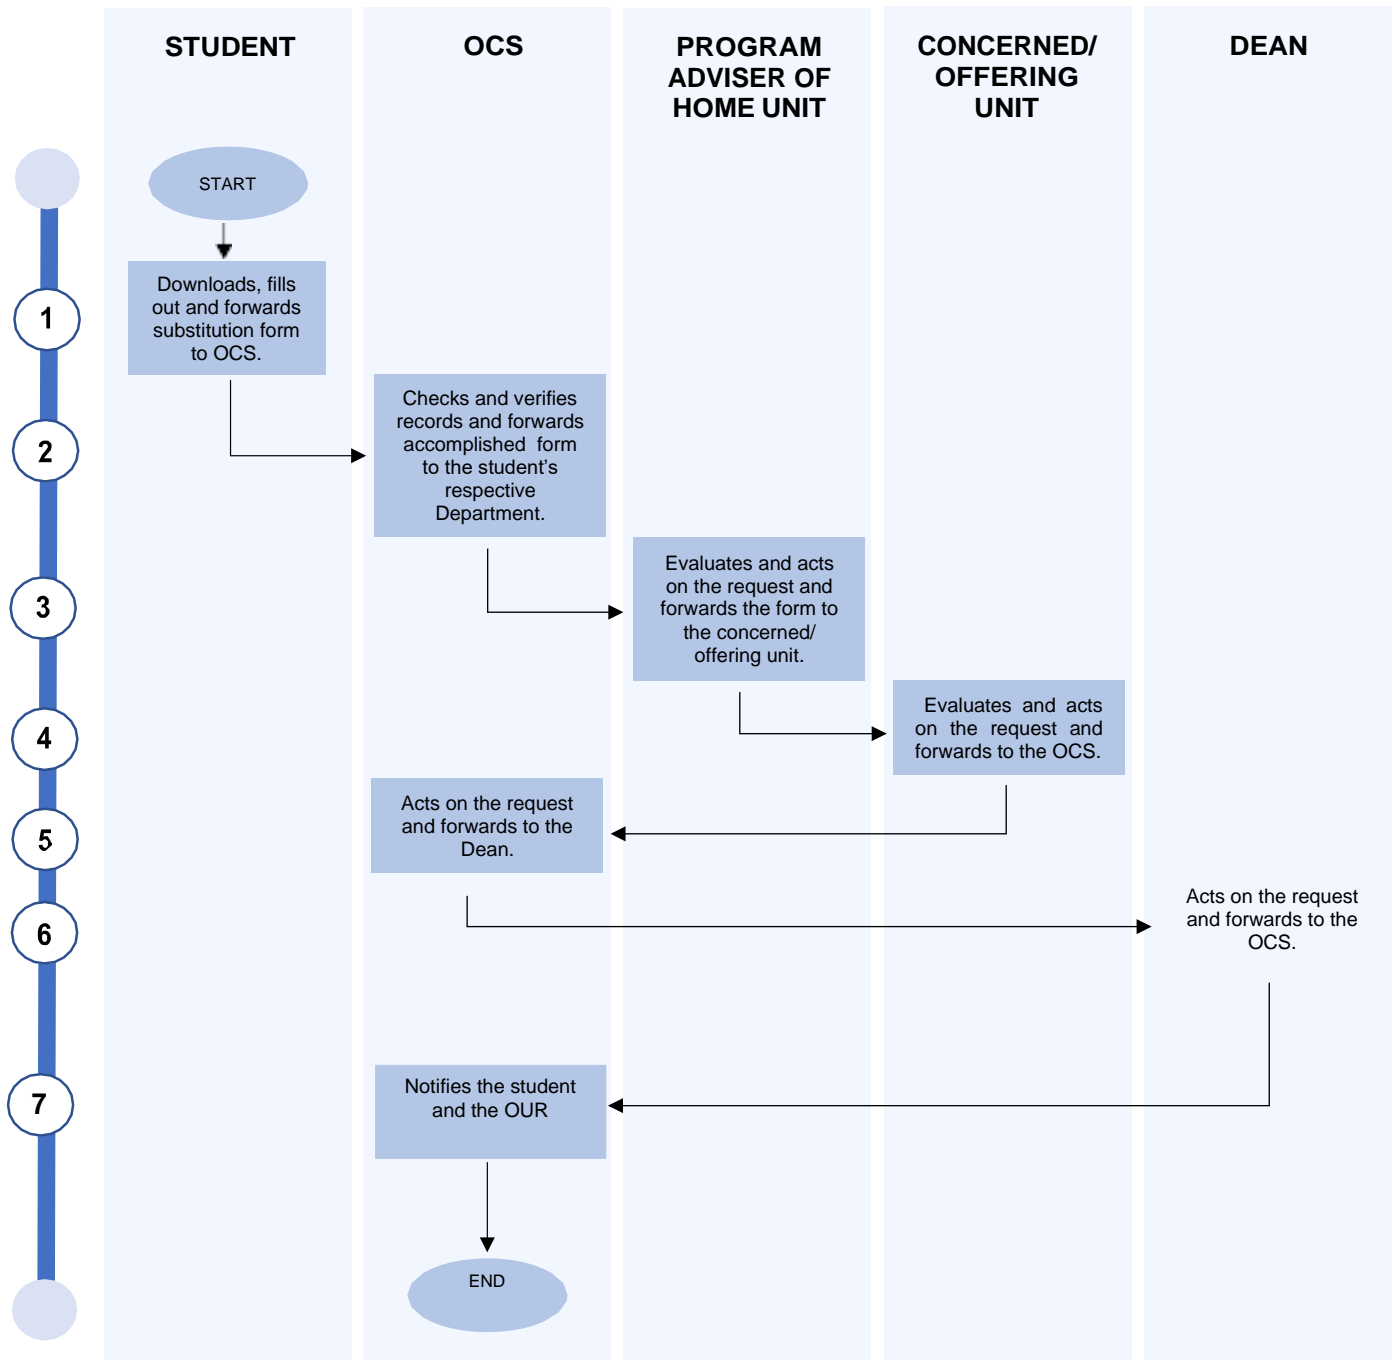 STUDENT
OCS
PROGRAM
ADVISER OF
HOME UNIT
CONCERNED/
OFFERING
UNIT
DEAN
START
1
Downloads, fills
out and forwards
substitution form
to OCS.
2
Checks and verifies
records and forwards
accomplished form
to the student’s
respective
Department.
3
Evaluates and acts
on the request and
forwards the form to
the concerned/
offering unit.
4
Evaluates and acts
on the request and
forwards to the OCS.
5
Acts on the request
and forwards to the
Dean.
6
Acts on the request
and forwards to the
OCS.
7
Notifies the student
and the OUR
END